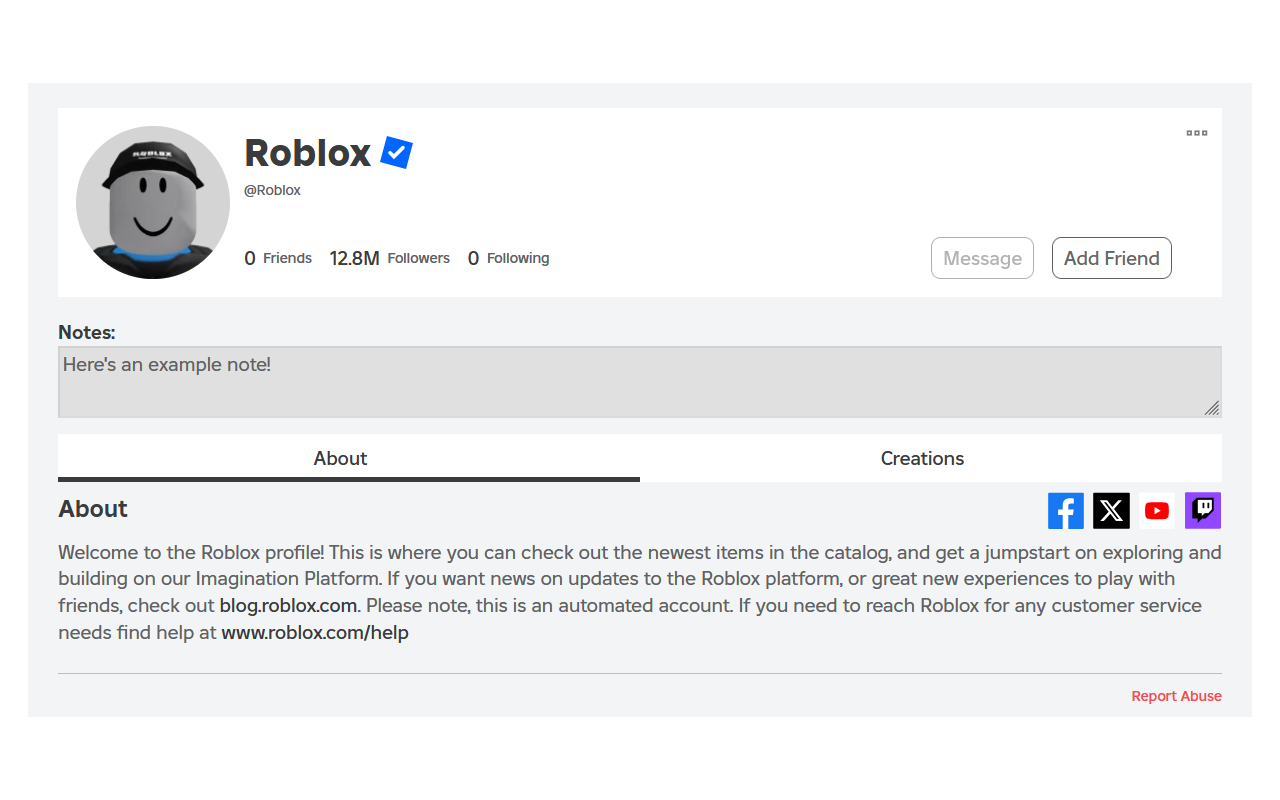 ROBLOX
Roblox
@Roblox
0 Friends 12.8M Followers 0 Following
Message Add Friend
Notes:
Here's an example note!
About Creations
About
Welcome to the Roblox profile! This is where you can check out the newest items in the catalog, and get a jumpstart on exploring and
building on our Imagination Platform. If you want news on updates to the Roblox platform, or great new experiences to play with
friends, check out blog.roblox.com. Please note, this is an automated account. If you need to reach Roblox for any customer service
needs find help at www.roblox.com/help
Report Abuse